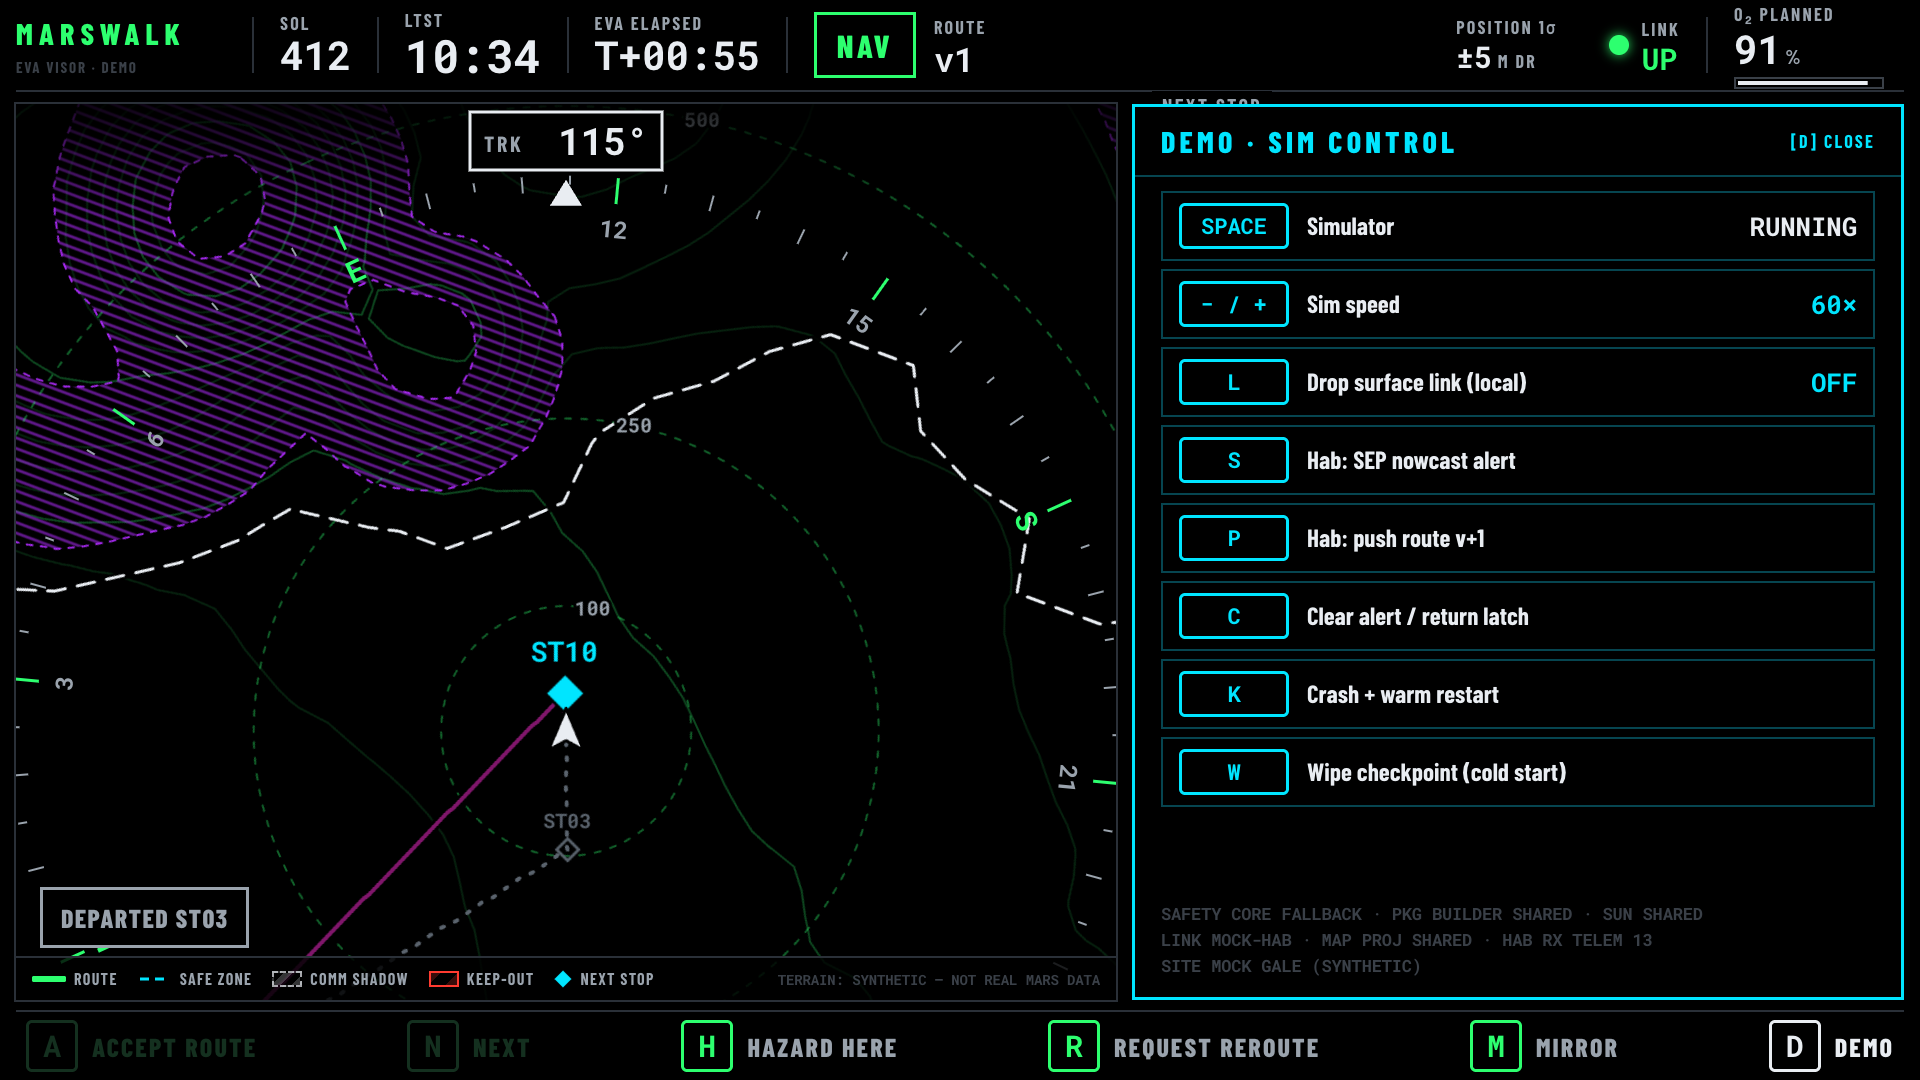 MARSWALK
EVA VISOR · DEMO
SOL
412
LTST
10:34
EVA ELAPSED
T+00:55
NAV
ROUTE
v1
POSITION 1σ
±5 M DR
LINK
UP
O₂ PLANNED
91 %
TRK 115°
500
12
15
E
6
250
S
100
ST10
3
21
ST03
DEPARTED ST03
ROUTE
SAFE ZONE
COMM SHADOW
KEEP-OUT
NEXT STOP
TERRAIN: SYNTHETIC — NOT REAL MARS DATA
NEXT STOP
DEMO · SIM CONTROL
[D] CLOSE
SPACE Simulator RUNNING
- / + Sim speed 60×
L Drop surface link (local) OFF
S Hab: SEP nowcast alert
P Hab: push route v+1
C Clear alert / return latch
K Crash + warm restart
W Wipe checkpoint (cold start)
SAFETY CORE FALLBACK · PKG BUILDER SHARED · SUN SHARED
LINK MOCK-HAB · MAP PROJ SHARED · HAB RX TELEM 13
SITE MOCK GALE (SYNTHETIC)
A ACCEPT ROUTE
N NEXT
H HAZARD HERE
R REQUEST REROUTE
M MIRROR
D DEMO